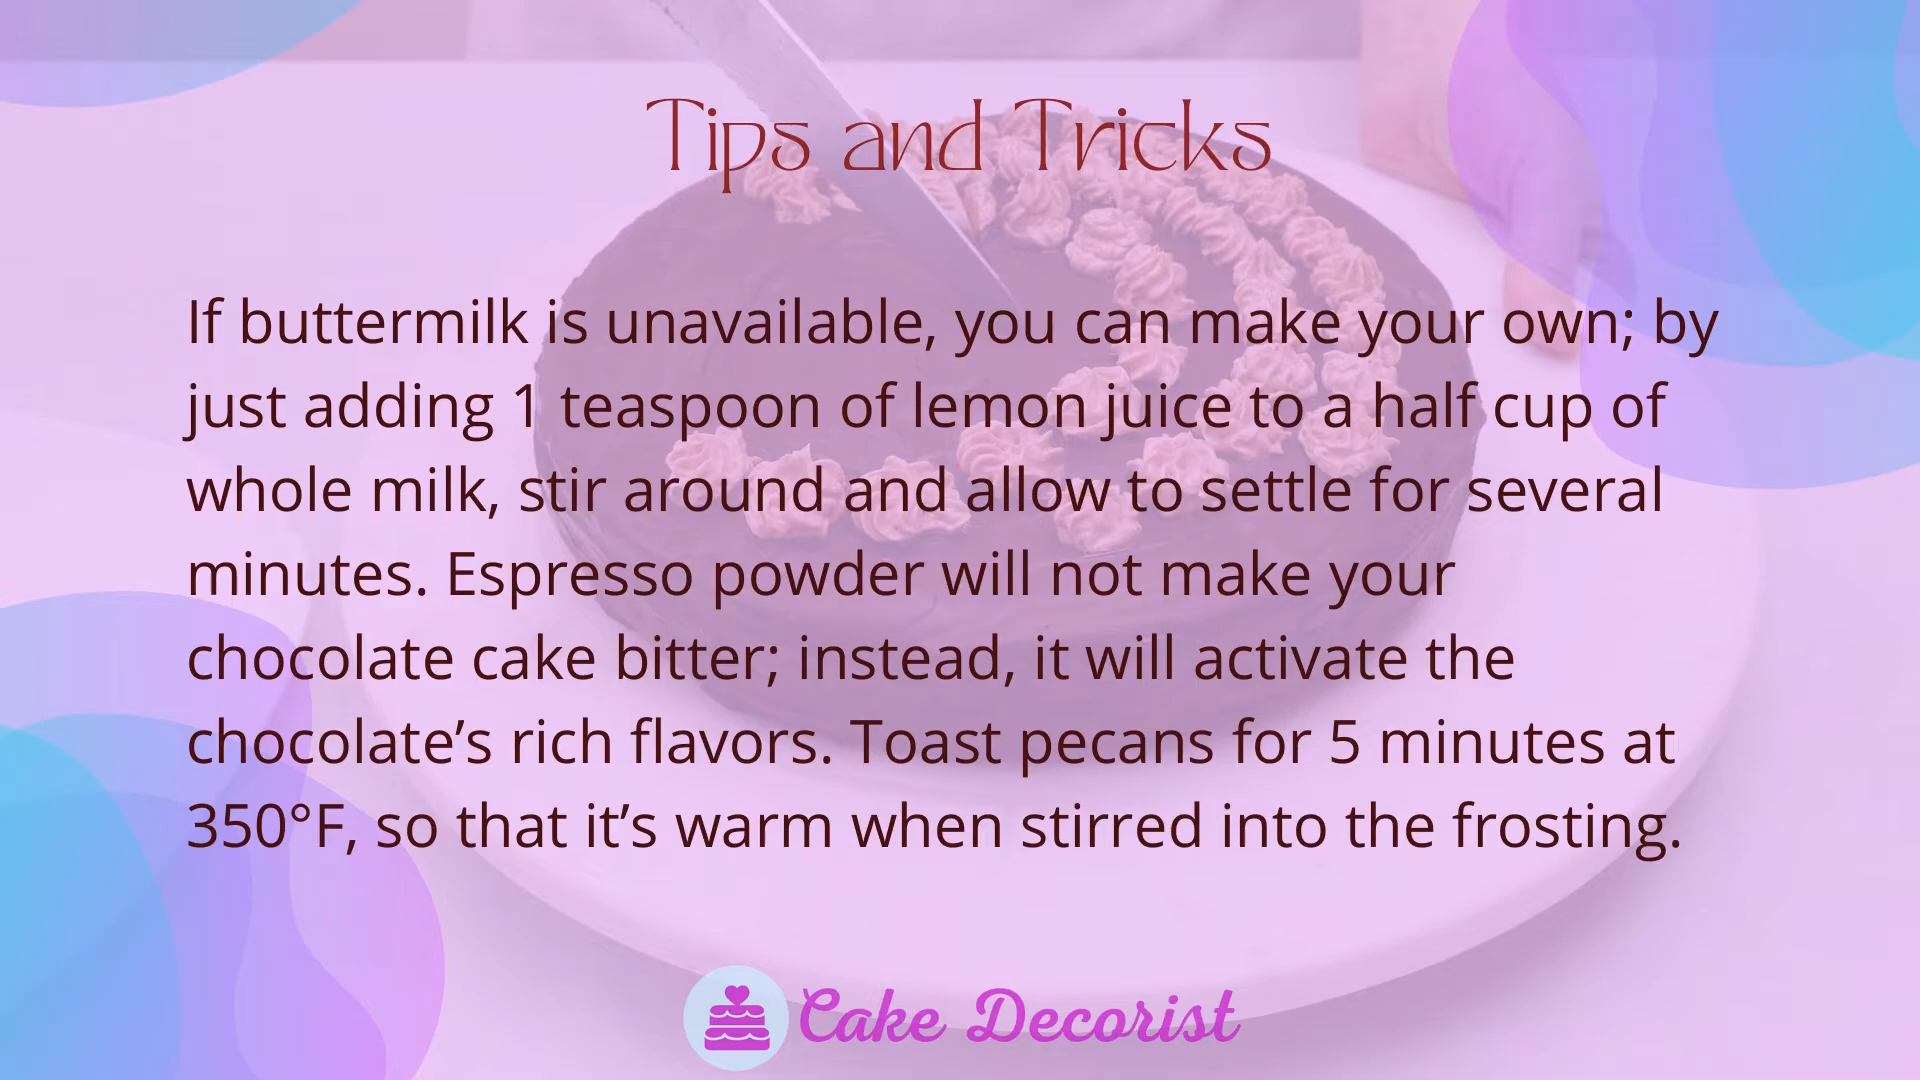 Tips and Tricks
If buttermilk is unavailable, you can make your own; by
just adding 1 teaspoon of lemon juice to a half cup of
whole milk, stir around and allow to settle for several
minutes. Espresso powder will not make your
chocolate cake bitter; instead, it will activate the
chocolate’s rich flavors. Toast pecans for 5 minutes at
350°F, so that it’s warm when stirred into the frosting.
Cake Decorist